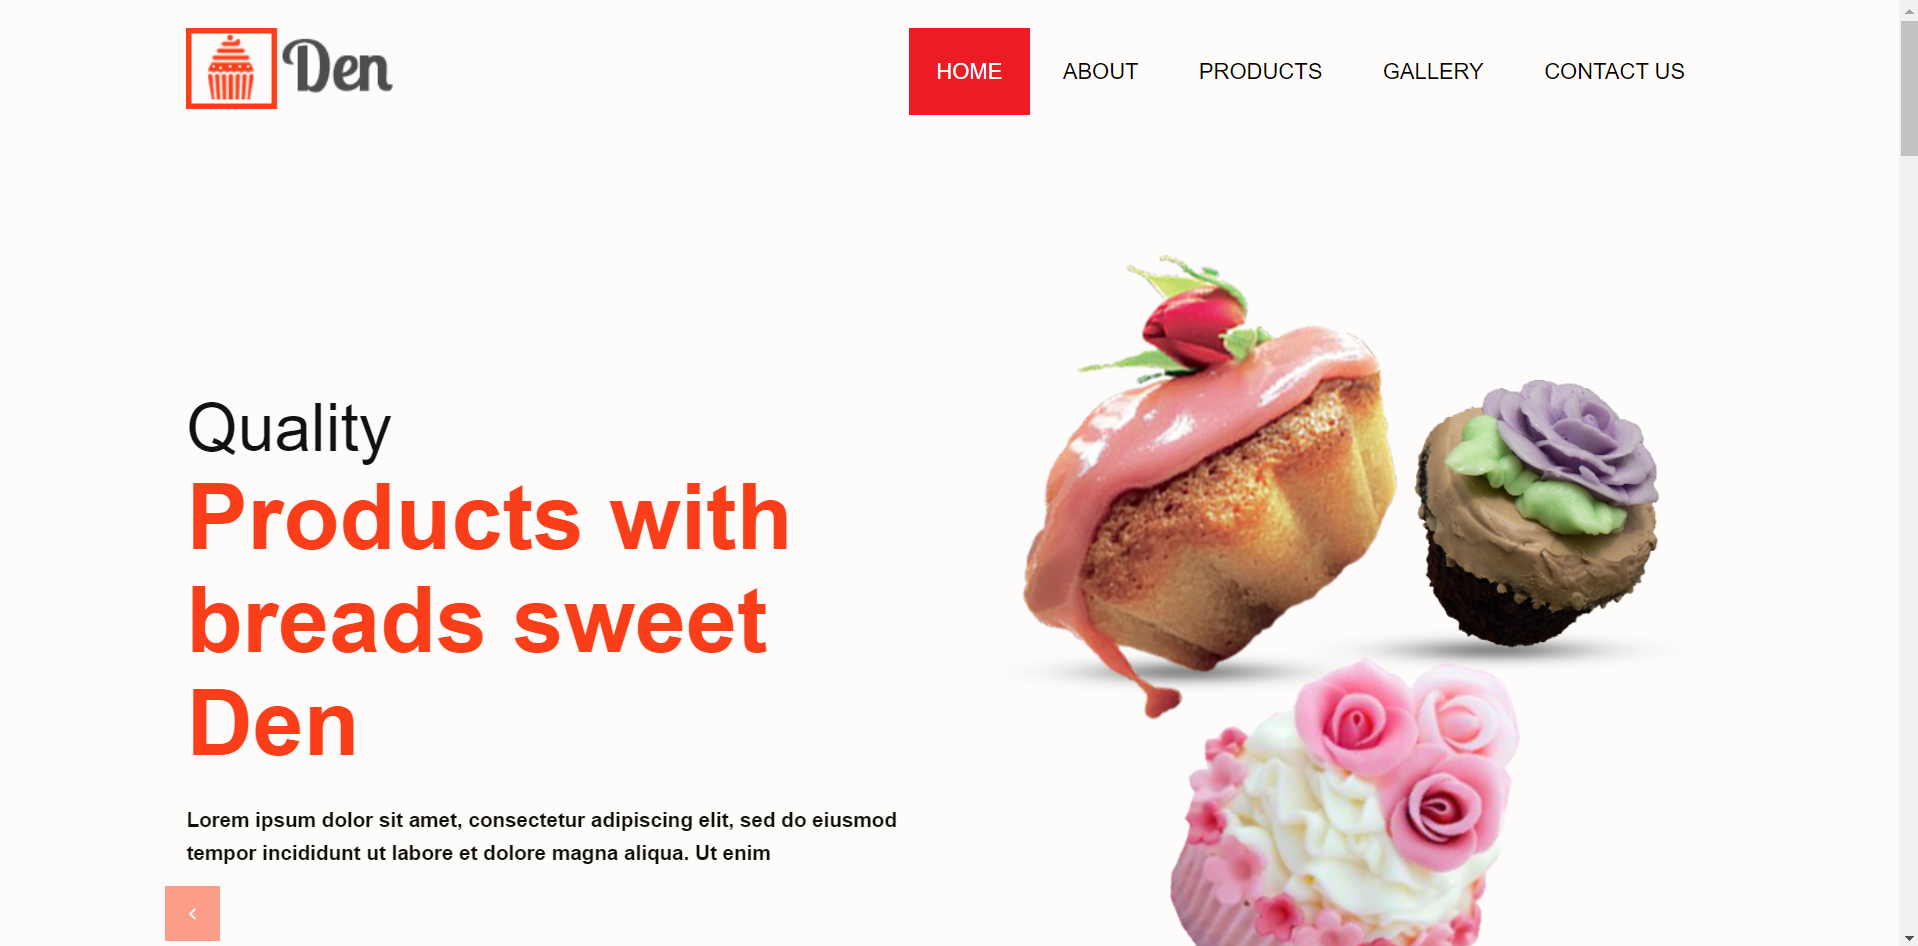 Den
HOME
ABOUT
PRODUCTS
GALLERY
CONTACT US
Quality
Products with
breads sweet
Den
Lorem ipsum dolor sit amet, consectetur adipiscing elit, sed do eiusmod
tempor incididunt ut labore et dolore magna aliqua. Ut enim